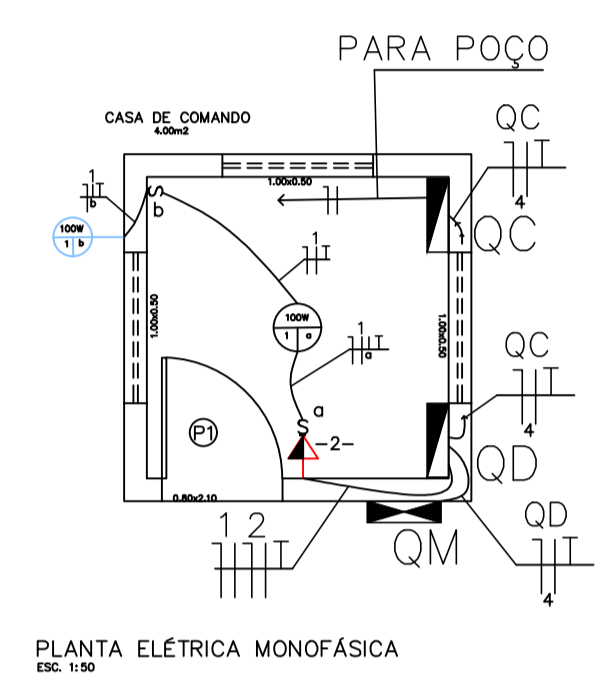 PARA POÇO
CASA DE COMANDO
4.00m2
QC
T
4
1
T
b
S
b
1.00x0.50
100W
1 b
QC
1
T
1.00x0.50
100W
1 a
1.00x0.50
1
T
a
QC
T
4
a
S
P1
-2-
QD
0.80x2.10
1 2
T
QM
QD
T
4
PLANTA ELÉTRICA MONOFÁSICA
ESC. 1:50